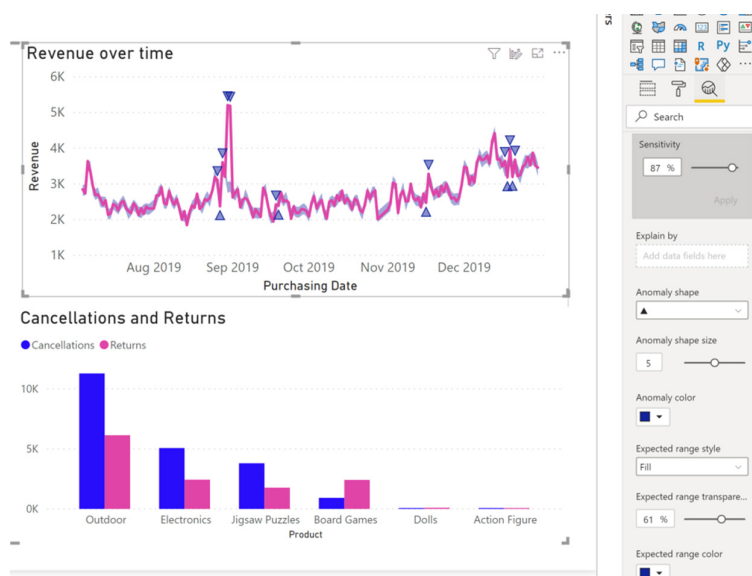 Revenue over time
6K
5K
4K
3K
2K
1K
Revenue
Aug 2019 Sep 2019 Oct 2019 Nov 2019 Dec 2019
Purchasing Date
Cancellations and Returns
Cancellations Returns
10K
5K
0K
Outdoor Electronics Jigsaw Puzzles Board Games Dolls Action Figure
Product
R Py
Search
Sensitivity
87 %
Apply
Explain by
Add data fields here
Anomaly shape
Anomaly shape size
5
Anomaly color
Expected range style
Fill
Expected range transpare...
61 %
Expected range color